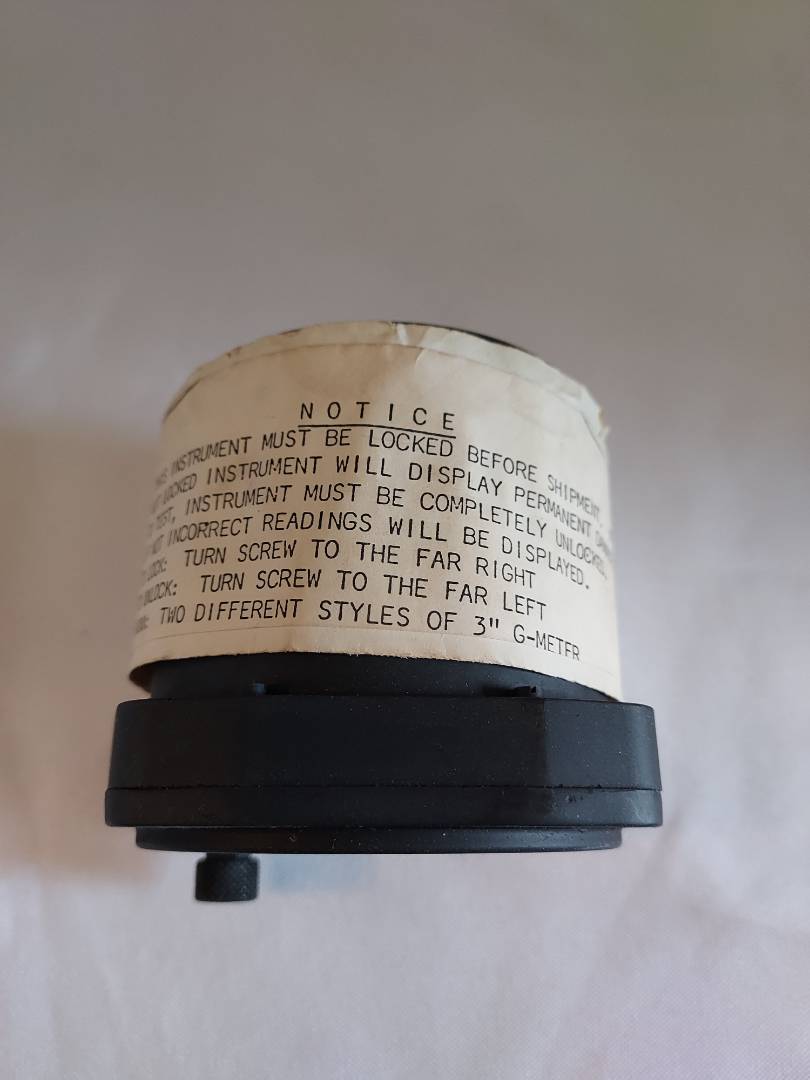 NOTICE
INSTRUMENT MUST BE LOCKED BEFORE SHIPMENT
LOCKED INSTRUMENT WILL DISPLAY PERMANENT
TEST, INSTRUMENT MUST BE COMPLETELY UNLOCKED,
NOT INCORRECT READINGS WILL BE DISPLAYED.
LOCK: TURN SCREW TO THE FAR RIGHT
UNLOCK: TURN SCREW TO THE FAR LEFT
TWO DIFFERENT STYLES OF 3" G-METER